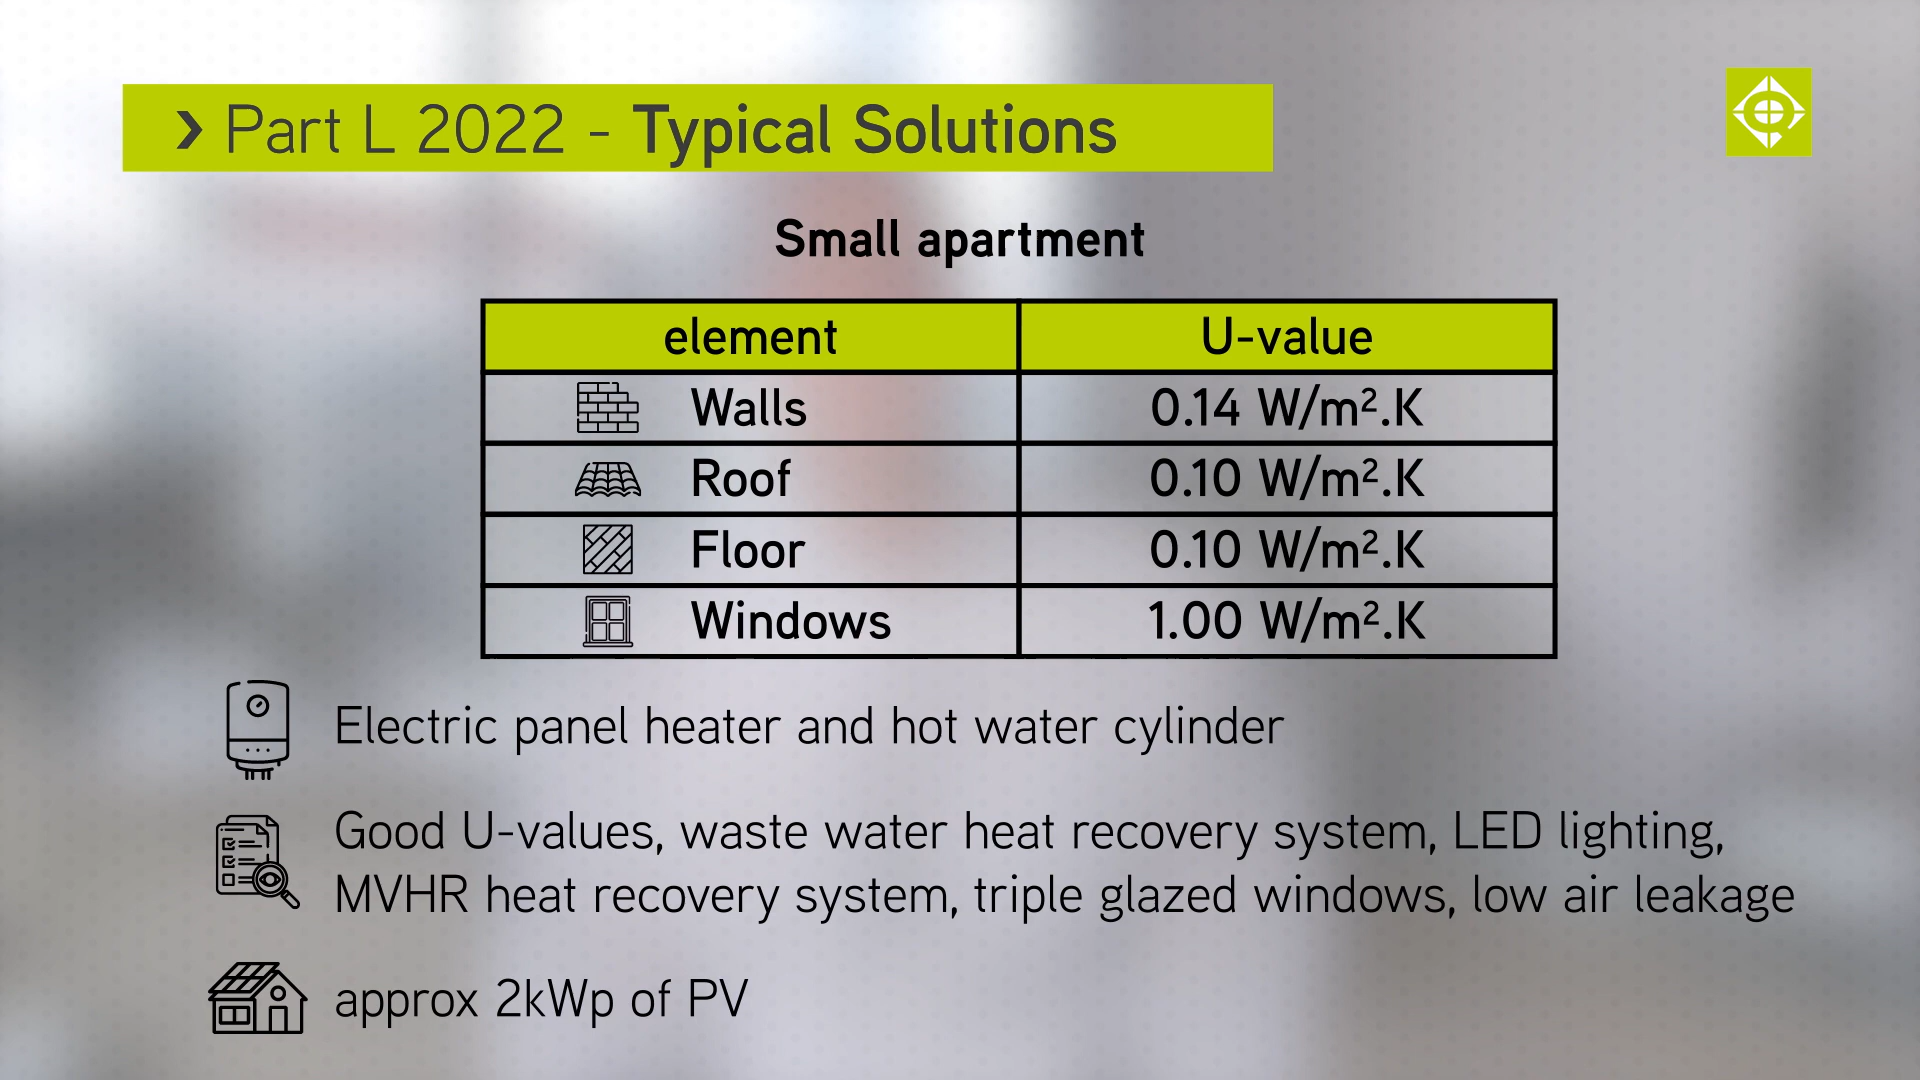 Part L 2022 - Typical Solutions
Small apartment
element U-value
Walls 0.14 W/m².K
Roof 0.10 W/m².K
Floor 0.10 W/m².K
Windows 1.00 W/m².K
Electric panel heater and hot water cylinder
Good U-values, waste water heat recovery system, LED lighting,
MVHR heat recovery system, triple glazed windows, low air leakage
approx 2kWp of PV